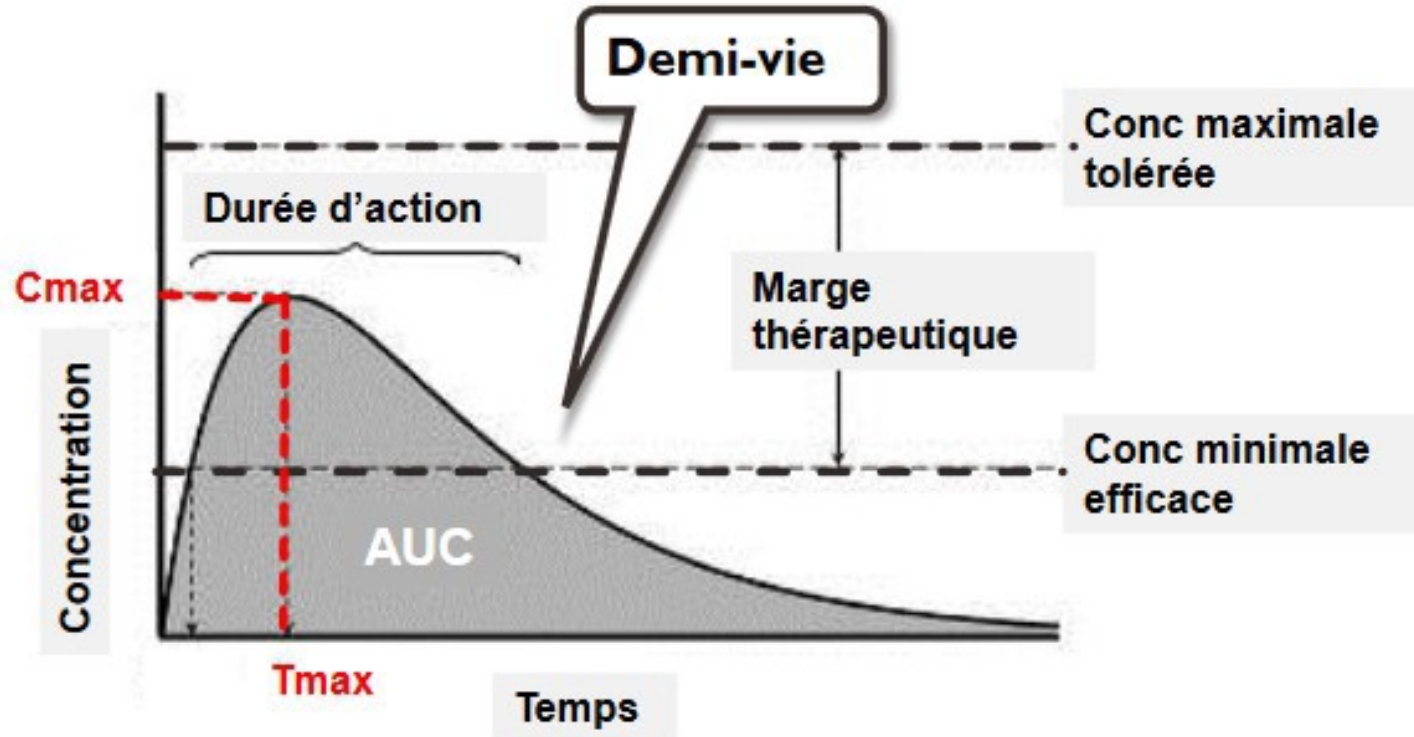 Demi-vie
Conc maximale
tolérée
Durée d’action
Cmax
Marge
thérapeutique
Concentration
Conc minimale
efficace
AUC
Tmax
Temps